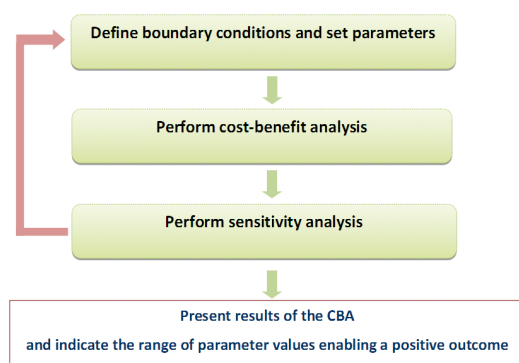 Define boundary conditions and set parameters
Perform cost-benefit analysis
Perform sensitivity analysis
Present results of the CBA
and indicate the range of parameter values enabling a positive outcome